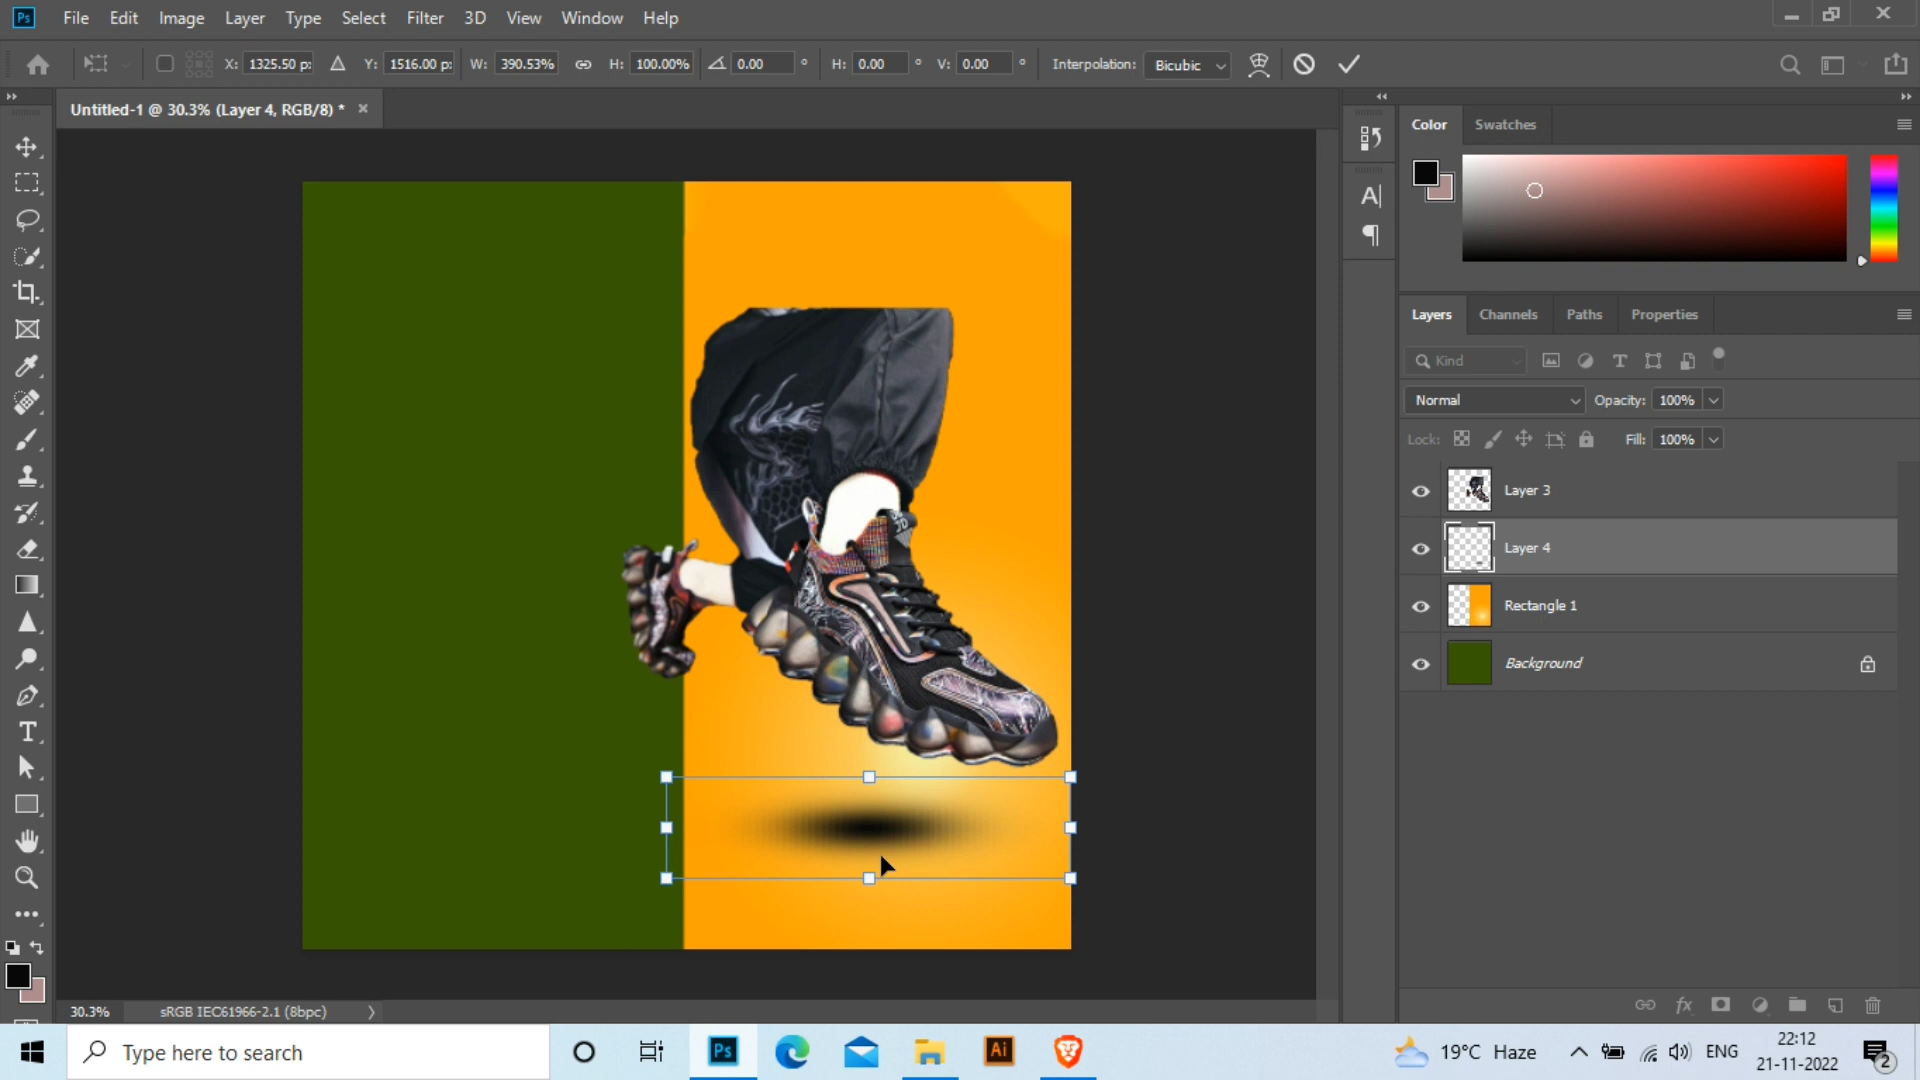 Ps File Edit Image Layer Type Select Filter 3D View Window Help
X: 1325.50 p: Y: 1516.00 p: W: 390.53% H: 100.00% 0.00 ° H: 0.00 ° V: 0.00 ° Interpolation: Bicubic
Untitled-1 @ 30.3% (Layer 4, RGB/8) *
Color Swatches
Layers Channels Paths Properties
Kind
Normal Opacity: 100%
Lock: Fill: 100%
Layer 3
Layer 4
Rectangle 1
Background
30.3% sRGB IEC61966-2.1 (8bpc)
Type here to search Ps Ai 19°C Haze ENG 22:12
21-11-2022 2